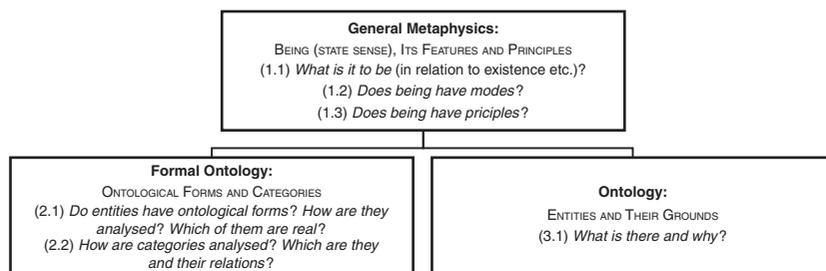 General Metaphysics:
BEING (STATE SENSE), ITS FEATURES AND PRINCIPLES
(1.1) What is it to be (in relation to existence etc.)?
(1.2) Does being have modes?
(1.3) Does being have priciples?
Formal Ontology:
ONTOLOGICAL FORMS AND CATEGORIES
(2.1) Do entities have ontological forms? How are they
analysed? Which of them are real?
(2.2) How are categories analysed? Which are they
and their relations?
Ontology:
ENTITIES AND THEIR GROUNDS
(3.1) What is there and why?